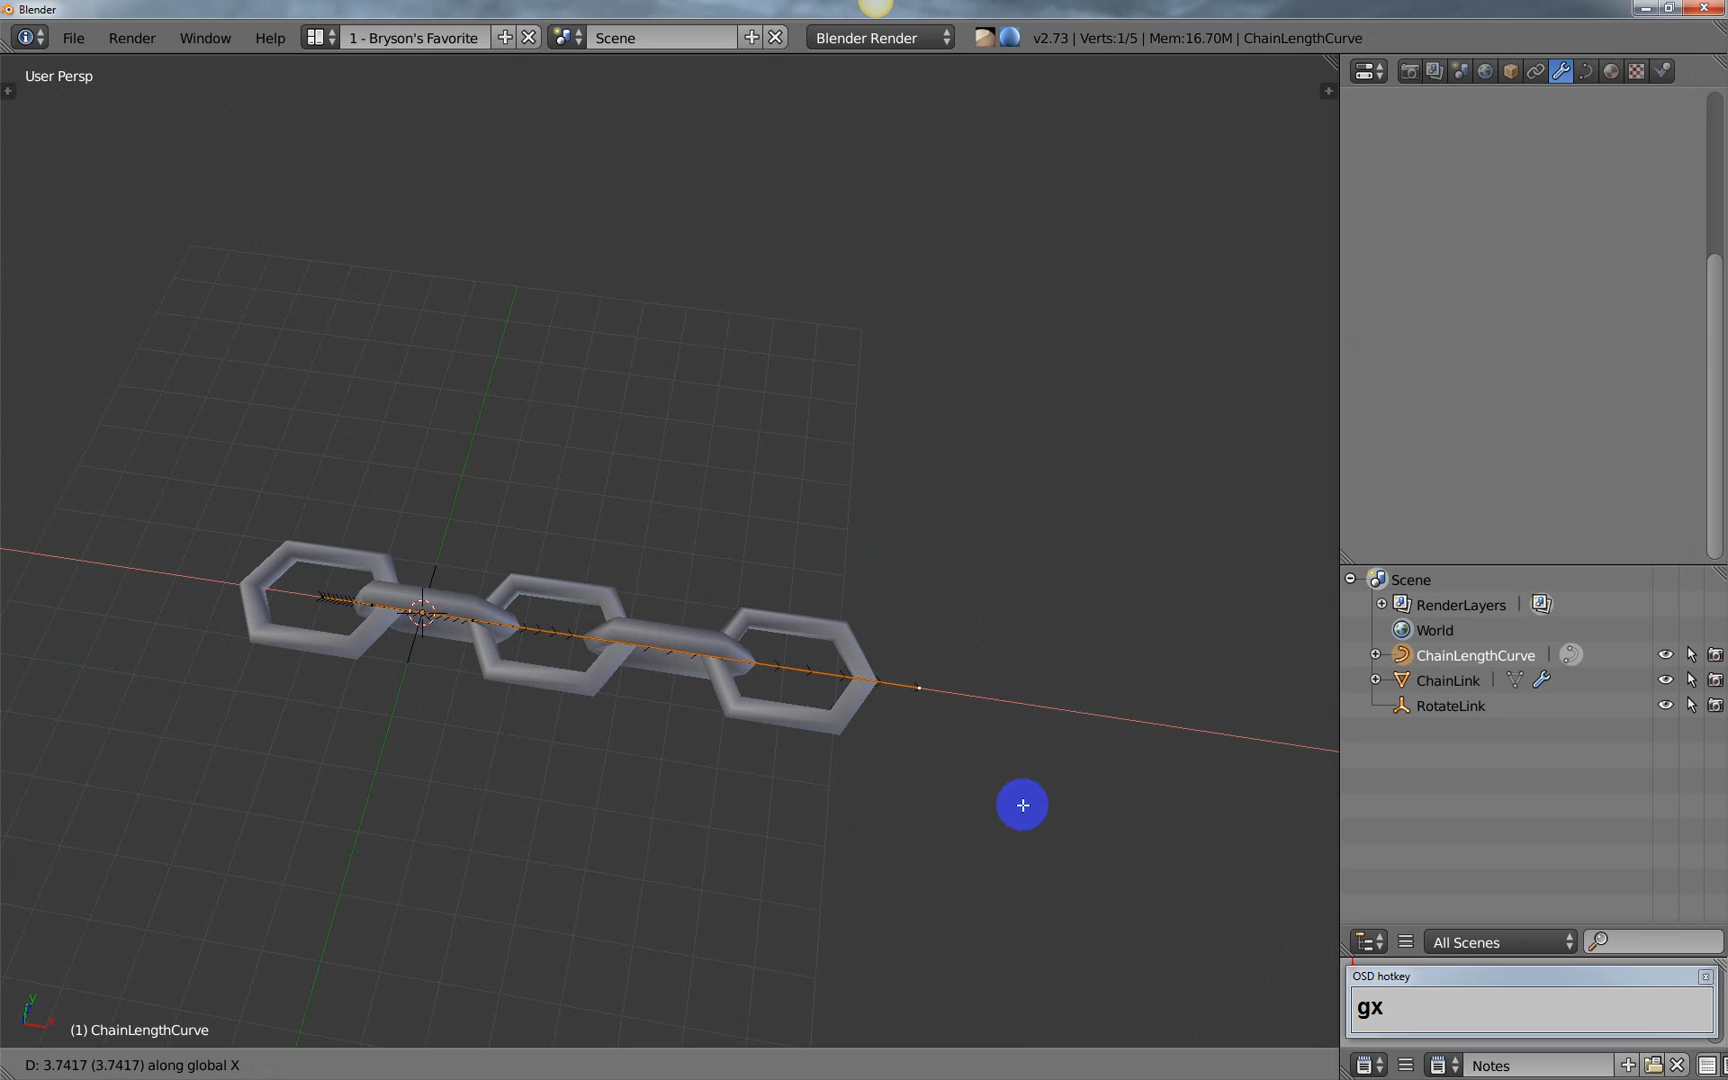 Blender
File Render Window Help 1 - Bryson's Favorite Scene Blender Render v2.73 | Verts:1/5 | Mem:16.70M | ChainLengthCurve
User Persp
Scene
RenderLayers
World
ChainLengthCurve
ChainLink
RotateLink
All Scenes
OSD hotkey
gx
y
x
(1) ChainLengthCurve
D: 3.7417 (3.7417) along global X
Notes